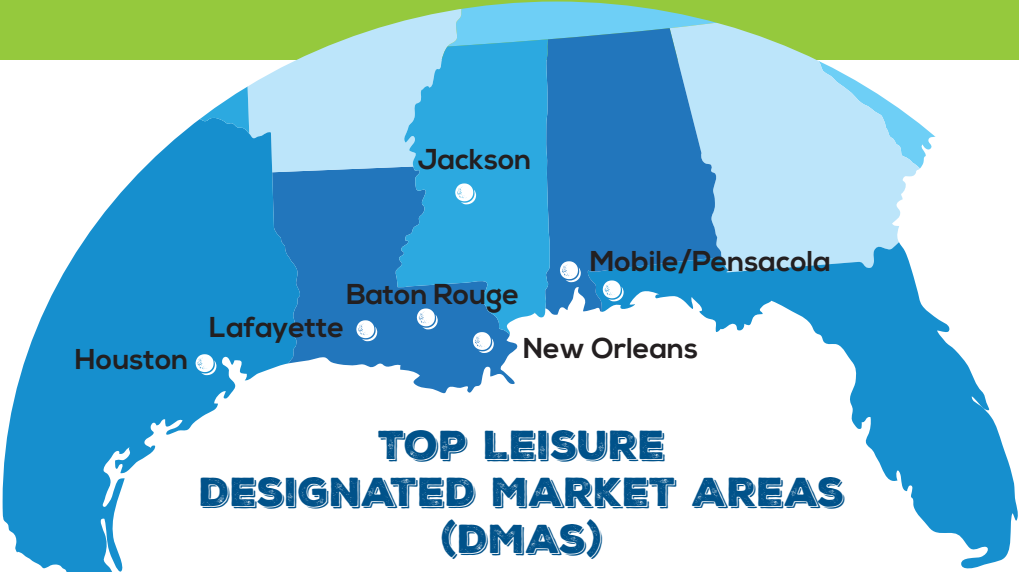 Jackson
Mobile/Pensacola
Baton Rouge
Lafayette
New Orleans
Houston
TOP LEISURE
DESIGNATED MARKET AREAS
(DMAS)